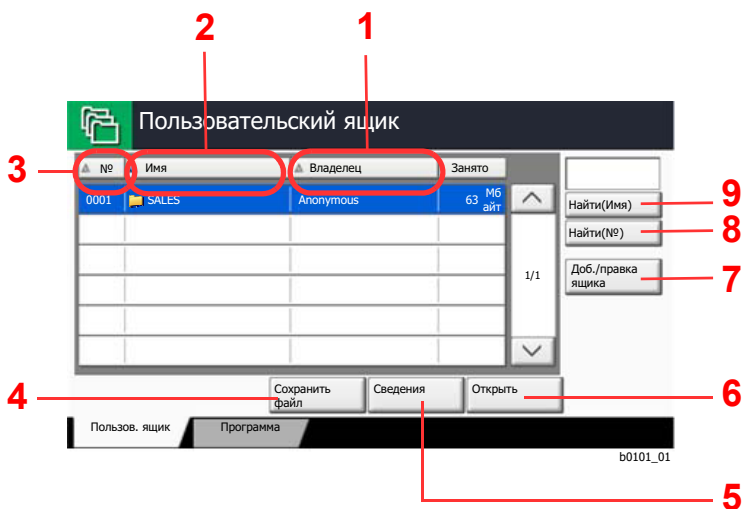 2
1
Пользовательский ящик
3
№ Имя Владелец Занято
0001 SALES Anonymous 63 Мб
айт
Найти(Имя)
9
Найти(№)
8
1/1
Доб./правка
ящика
7
4
Сохранить
файл
Сведения
Открыть
6
Пользов. ящик Программа
b0101_01
5